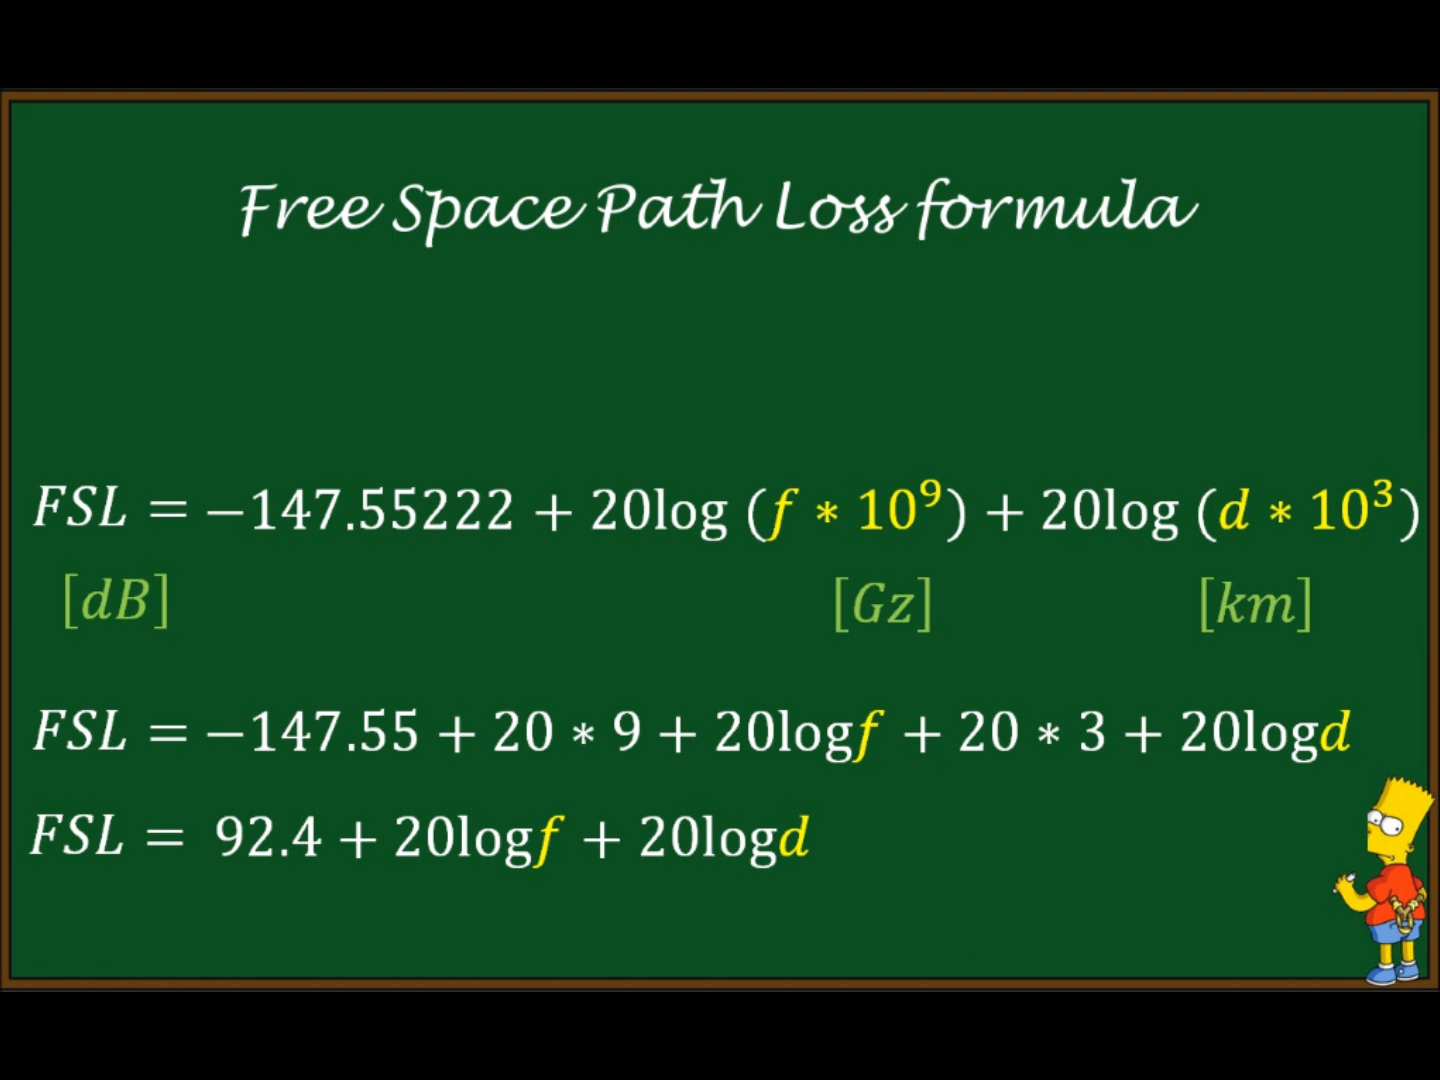 Free Space Path Loss formula
FSL = −147.55222 + 20log (f * 10⁹) + 20log (d * 10³)
[dB] [Gz] [km]
FSL = −147.55 + 20 * 9 + 20logf + 20 * 3 + 20logd
FSL = 92.4 + 20logf + 20logd